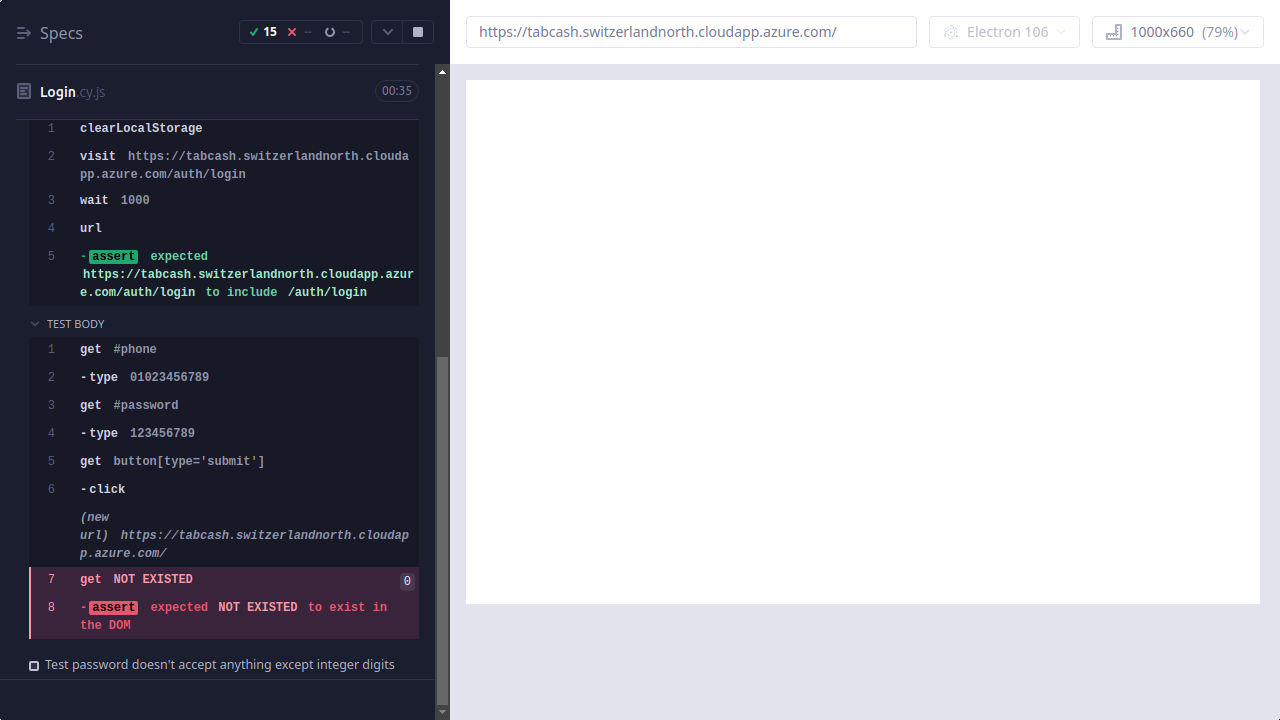 Specs
15
--
--
https://tabcash.switzerlandnorth.cloudapp.azure.com/
Electron 106
1000x660 (79%)
Login.cy.js
00:35
1 clearLocalStorage
2 visit https://tabcash.switzerlandnorth.clouda
pp.azure.com/auth/login
3 wait 1000
4 url
5 -assert expected
https://tabcash.switzerlandnorth.cloudapp.azur
e.com/auth/login to include /auth/login
TEST BODY
1 get #phone
2 -type 01023456789
3 get #password
4 -type 123456789
5 get button[type='submit']
6 -click
(new
url) https://tabcash.switzerlandnorth.cloudap
p.azure.com/
7 get NOT EXISTED 0
8 -assert expected NOT EXISTED to exist in
the DOM
Test password doesn't accept anything except integer digits